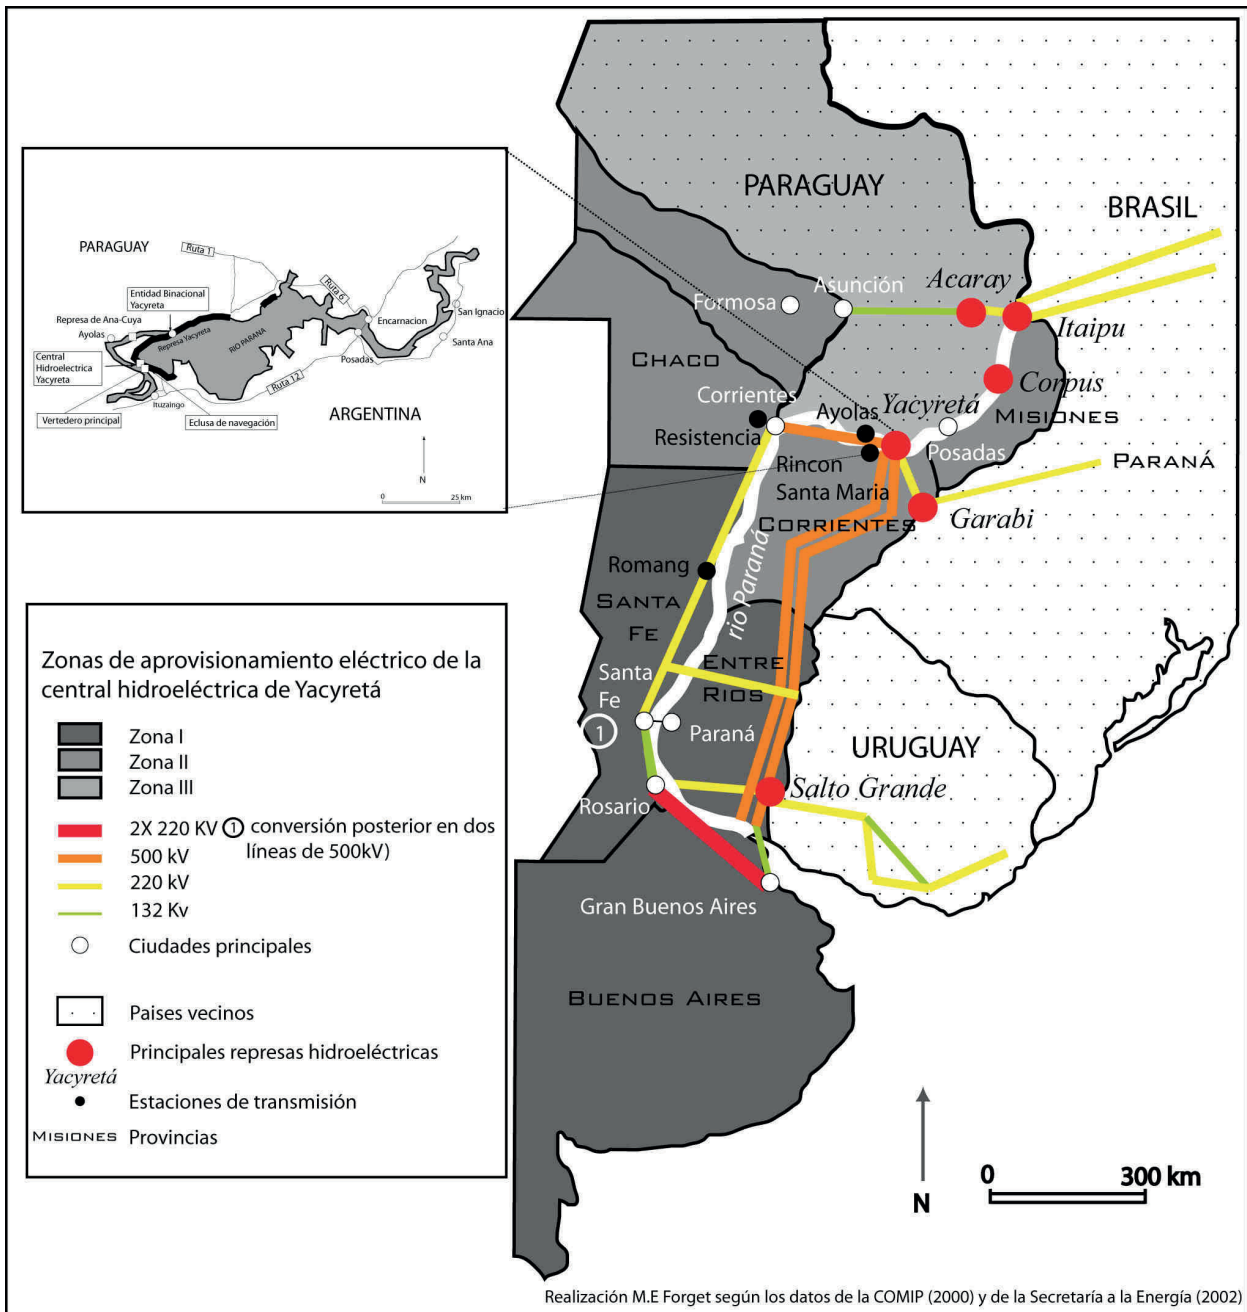 PARAGUAY
BRASIL
Acaray
Asunción
Formosa
Itaipu
CHACO
Corpus
Corrientes
Yacyretá
MISIONES
Ayolas
Resistencia
Posadas
Rincon
Santa Maria
PARANÁ
CORRIENTES
Garabi
rio Paraná
Romang
SANTA
FE
ENTRE
RIOS
Santa
Fe
1
Paraná
URUGUAY
Salto Grande
Rosario
Gran Buenos Aires
BUENOS AIRES
N
0
300 km
PARAGUAY
Ruta 1
Entidad Binacional
Yacyreta
Ruta 6
Represa de Ana-Cuya
Ayolas
Represa Yacyreta
RIO PARANA
Encarnacion
San Ignacio
Santa Ana
Posadas
Central
Hidroelectrica
Yacyreta
Ruta 12
Ituzaingo
Vertedero principal
Eclusa de navegación
ARGENTINA
N
0
25 km
Zonas de aprovisionamiento eléctrico de la
central hidroeléctrica de Yacyretá
Zona I
Zona II
Zona III
2X 220 KV 1 conversión posterior en dos
líneas de 500kV)
500 kV
220 kV
132 Kv
Ciudades principales
Paises vecinos
Principales represas hidroeléctricas
Yacyretá
Estaciones de transmisión
MISIONES Provincias
Realización M.E Forget según los datos de la COMIP (2000) y de la Secretaría a la Energía (2002)